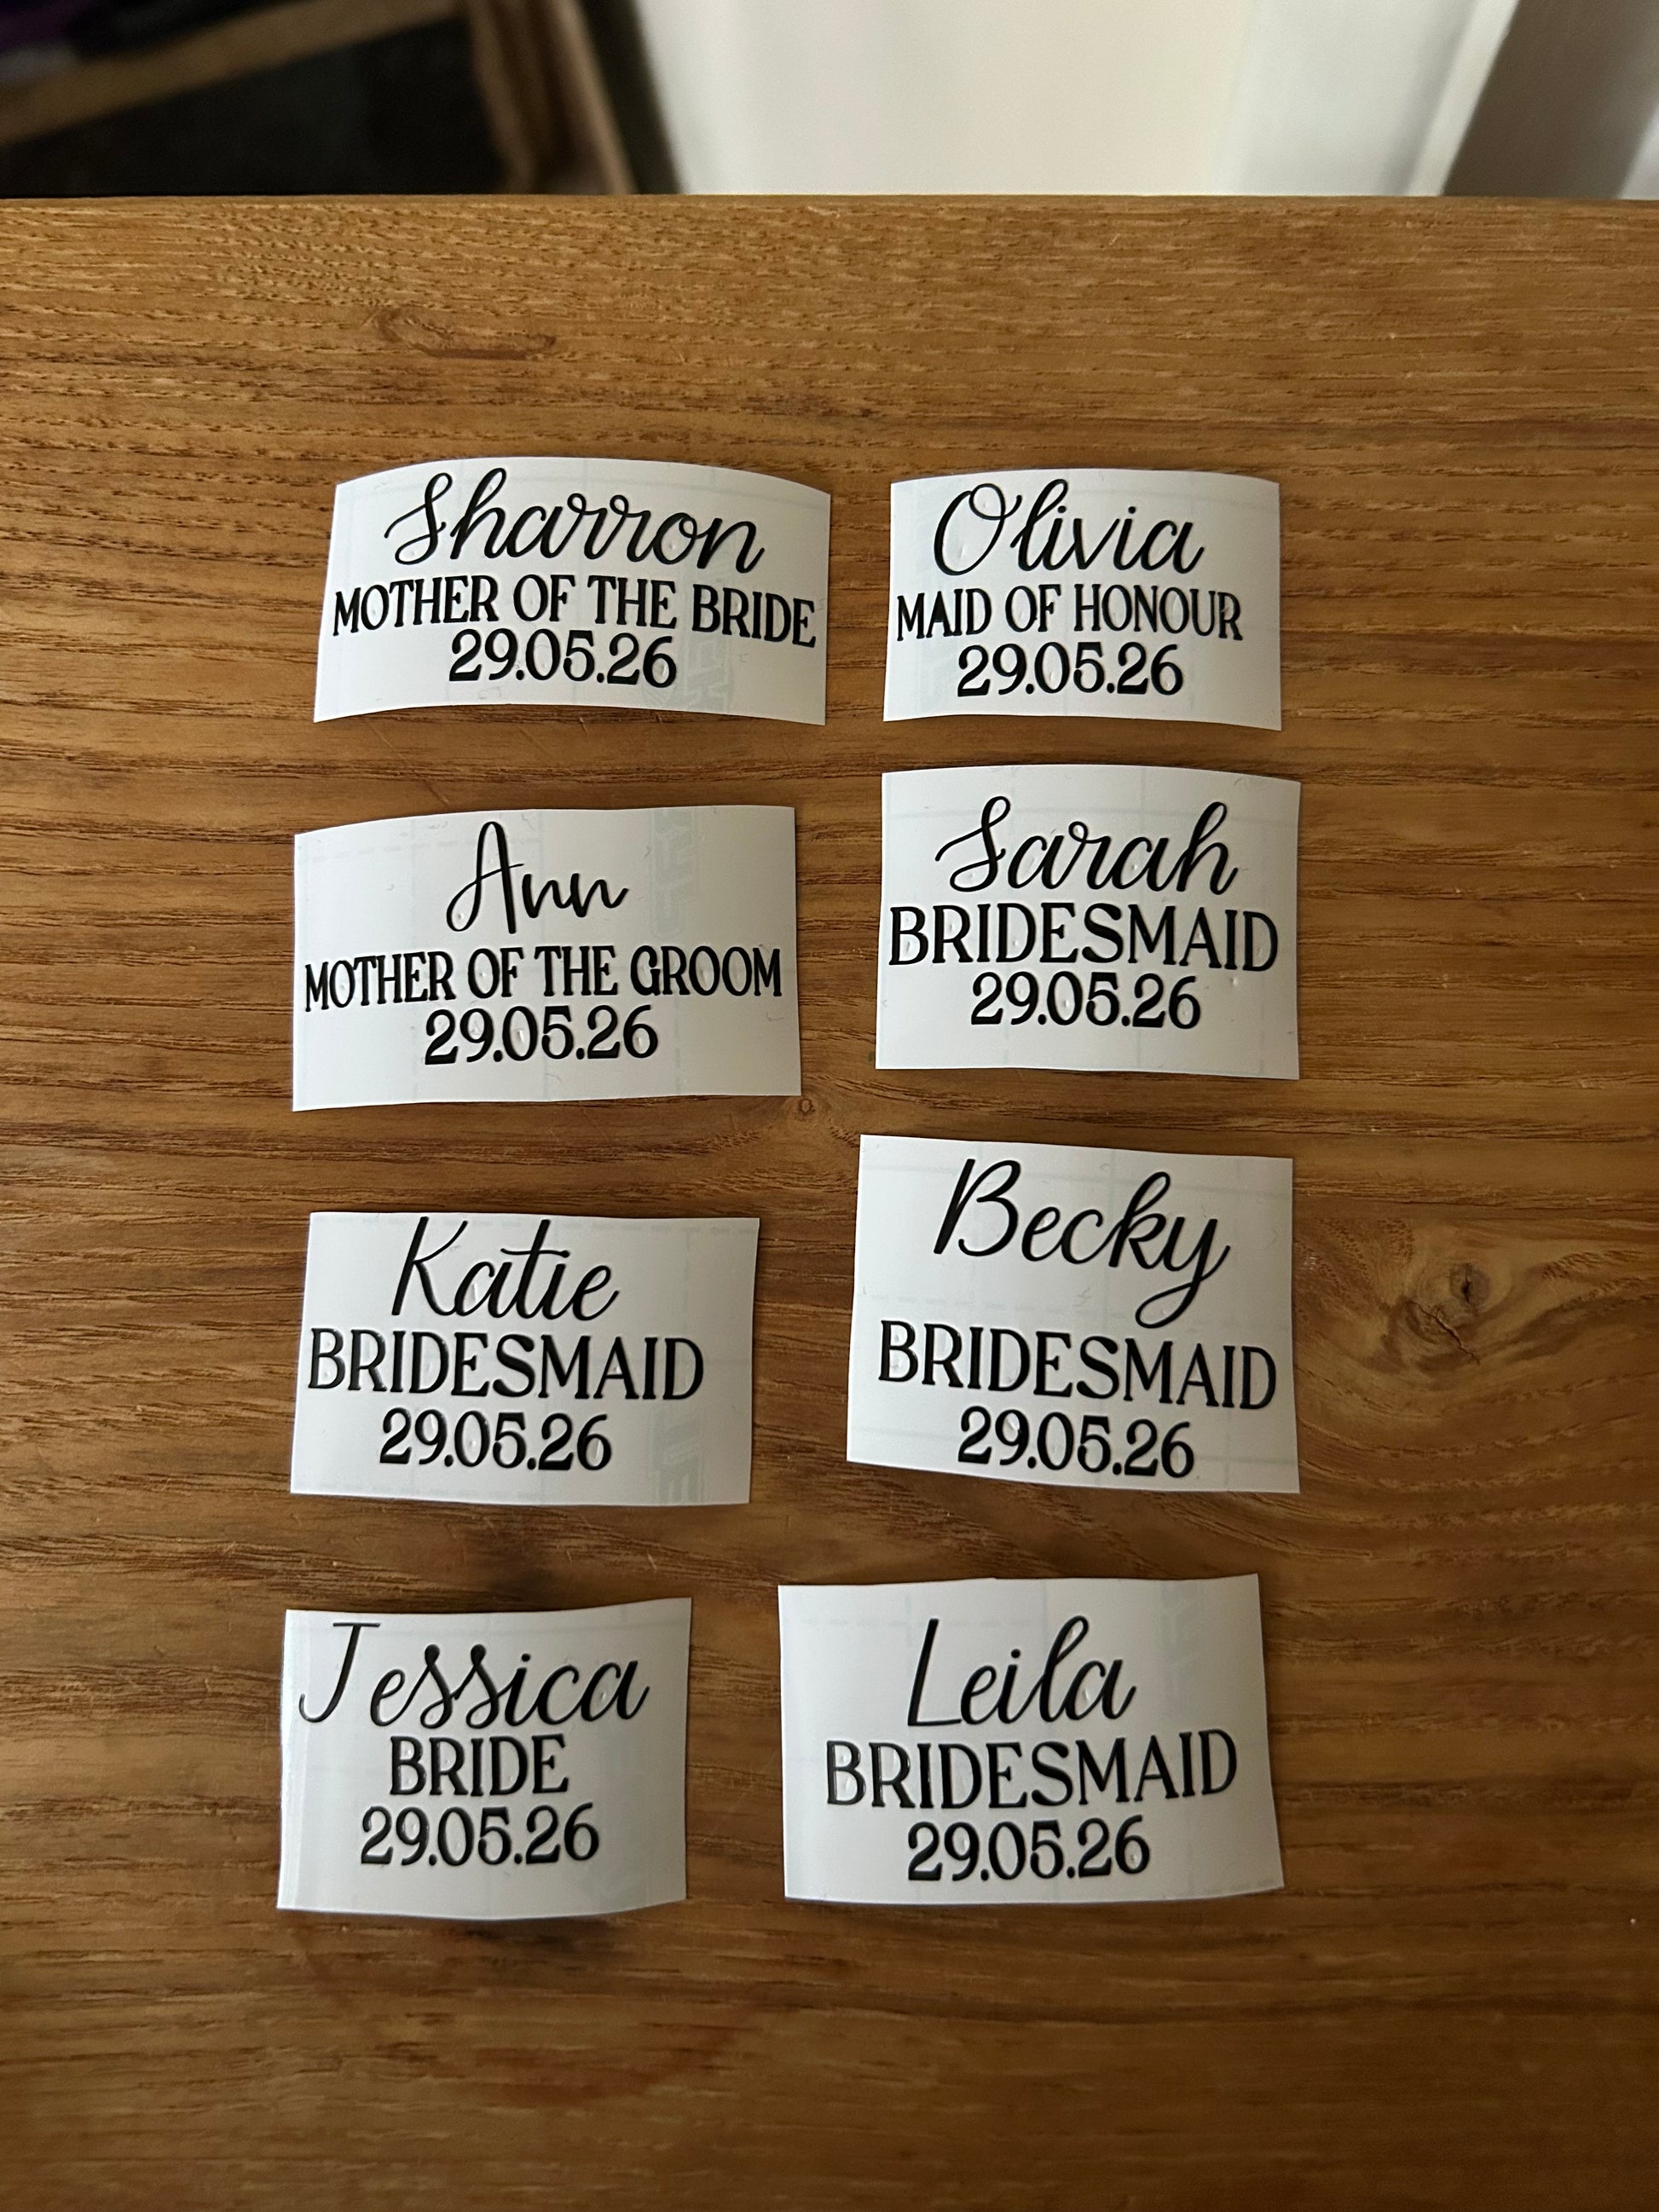 Sharron
MOTHER OF THE BRIDE
29.05.26
Olivia
MAID OF HONOUR
29.05.26
Ann
MOTHER OF THE GROOM
29.05.26
Sarah
BRIDESMAID
29.05.26
Katie
BRIDESMAID
29.05.26
Becky
BRIDESMAID
29.05.26
Jessica
BRIDE
29.05.26
Leila
BRIDESMAID
29.05.26